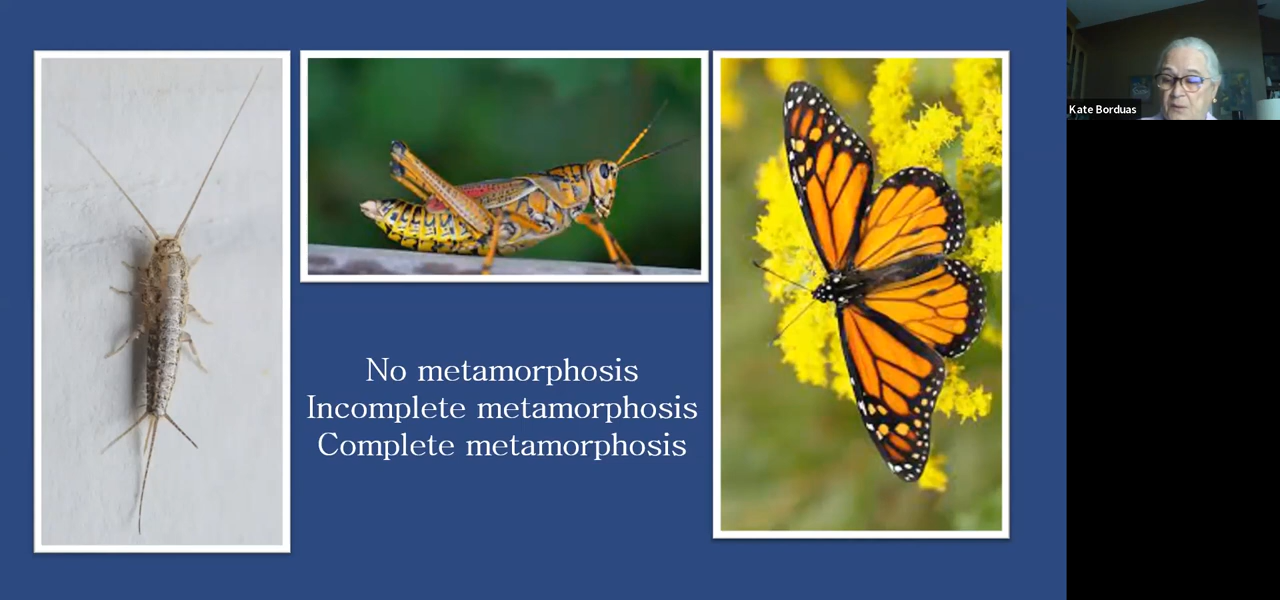 No metamorphosis
Incomplete metamorphosis
Complete metamorphosis
Kate Borduas